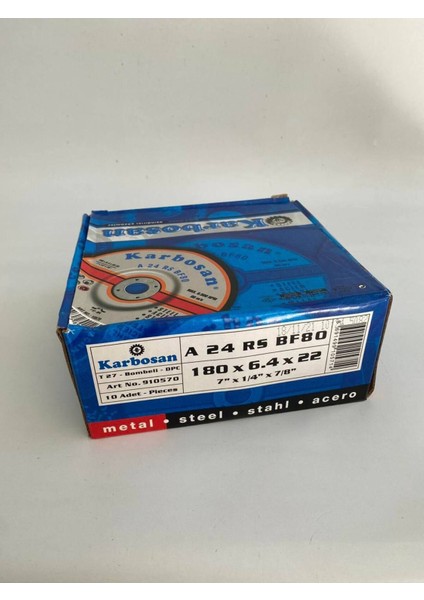 Karbosan
Karbosan
A 24 RS BF80
Karbosan
T 27 - Bombeli - DPC
Art No. 910570
10 Adet - Pieces
A 24 RS BF80
180 x 6.4 x 22
7" x 1/4" x 7/8"
metal • steel • stahl • acero